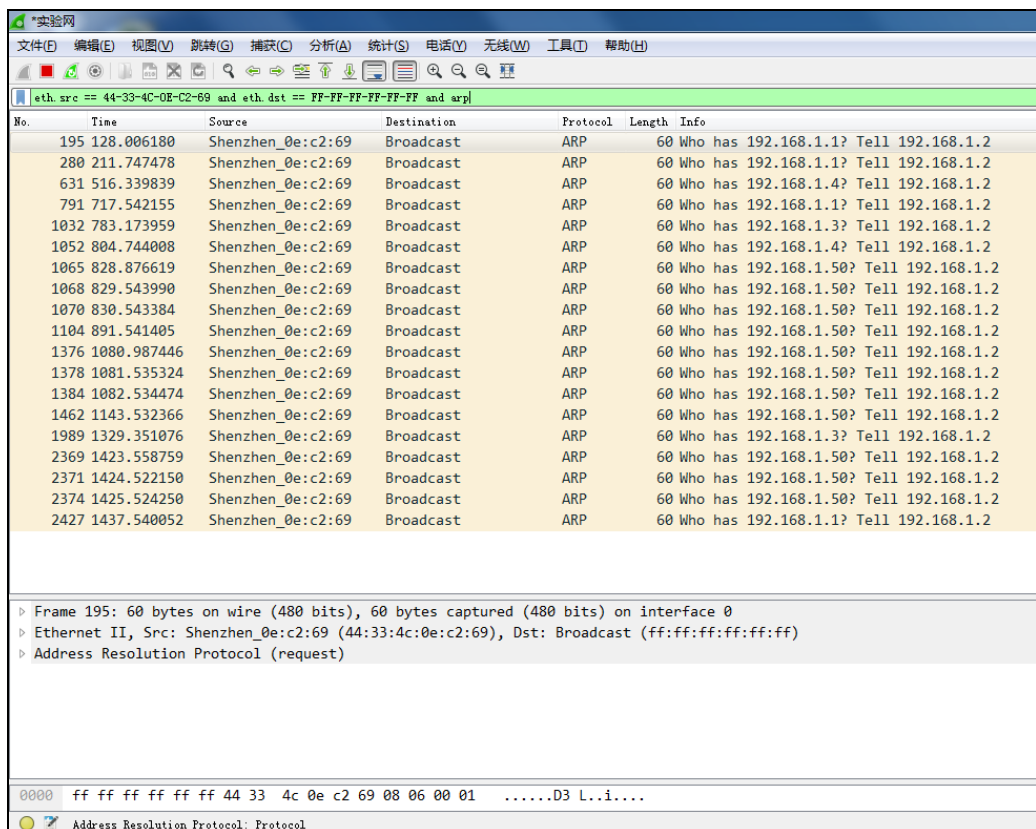 *实验网
文件(F) 编辑(E) 视图(V) 跳转(G) 捕获(C) 分析(A) 统计(S) 电话(Y) 无线(W) 工具(T) 帮助(H)
eth.src == 44-33-4C-0E-C2-69 and eth.dst == FF-FF-FF-FF-FF-FF and arp
No. Time Source Destination Protocol Length Info
195 128.006180 Shenzhen_0e:c2:69 Broadcast ARP 60 Who has 192.168.1.1? Tell 192.168.1.2
280 211.747478 Shenzhen_0e:c2:69 Broadcast ARP 60 Who has 192.168.1.1? Tell 192.168.1.2
631 516.339839 Shenzhen_0e:c2:69 Broadcast ARP 60 Who has 192.168.1.4? Tell 192.168.1.2
791 717.542155 Shenzhen_0e:c2:69 Broadcast ARP 60 Who has 192.168.1.1? Tell 192.168.1.2
1032 783.173959 Shenzhen_0e:c2:69 Broadcast ARP 60 Who has 192.168.1.3? Tell 192.168.1.2
1052 804.744008 Shenzhen_0e:c2:69 Broadcast ARP 60 Who has 192.168.1.4? Tell 192.168.1.2
1065 828.876619 Shenzhen_0e:c2:69 Broadcast ARP 60 Who has 192.168.1.50? Tell 192.168.1.2
1068 829.543990 Shenzhen_0e:c2:69 Broadcast ARP 60 Who has 192.168.1.50? Tell 192.168.1.2
1070 830.543384 Shenzhen_0e:c2:69 Broadcast ARP 60 Who has 192.168.1.50? Tell 192.168.1.2
1104 891.541405 Shenzhen_0e:c2:69 Broadcast ARP 60 Who has 192.168.1.50? Tell 192.168.1.2
1376 1080.987446 Shenzhen_0e:c2:69 Broadcast ARP 60 Who has 192.168.1.50? Tell 192.168.1.2
1378 1081.535324 Shenzhen_0e:c2:69 Broadcast ARP 60 Who has 192.168.1.50? Tell 192.168.1.2
1384 1082.534474 Shenzhen_0e:c2:69 Broadcast ARP 60 Who has 192.168.1.50? Tell 192.168.1.2
1462 1143.532366 Shenzhen_0e:c2:69 Broadcast ARP 60 Who has 192.168.1.50? Tell 192.168.1.2
1989 1329.351076 Shenzhen_0e:c2:69 Broadcast ARP 60 Who has 192.168.1.3? Tell 192.168.1.2
2369 1423.558759 Shenzhen_0e:c2:69 Broadcast ARP 60 Who has 192.168.1.50? Tell 192.168.1.2
2371 1424.522150 Shenzhen_0e:c2:69 Broadcast ARP 60 Who has 192.168.1.50? Tell 192.168.1.2
2374 1425.524250 Shenzhen_0e:c2:69 Broadcast ARP 60 Who has 192.168.1.50? Tell 192.168.1.2
2427 1437.540052 Shenzhen_0e:c2:69 Broadcast ARP 60 Who has 192.168.1.1? Tell 192.168.1.2
Frame 195: 60 bytes on wire (480 bits), 60 bytes captured (480 bits) on interface 0
Ethernet II, Src: Shenzhen_0e:c2:69 (44:33:4c:0e:c2:69), Dst: Broadcast (ff:ff:ff:ff:ff:ff)
Address Resolution Protocol (request)
0000 ff ff ff ff ff ff 44 33 4c 0e c2 69 08 06 00 01 ......D3 L..i....
Address Resolution Protocol: Protocol